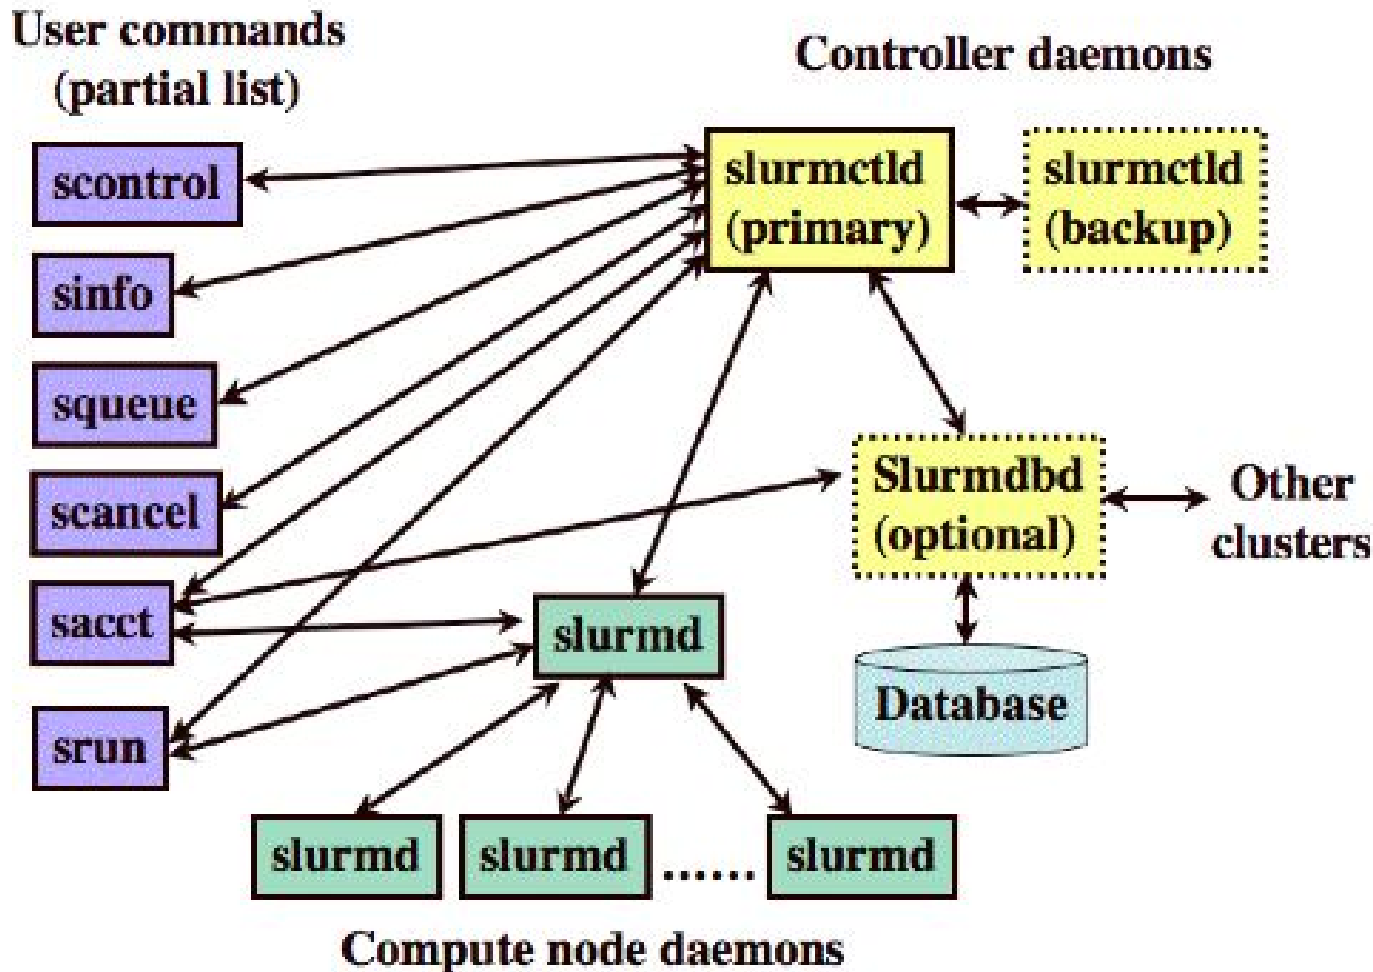 User commands
(partial list)
Controller daemons
scontrol
sinfo
squeue
scancel
sacct
srun
slurmctld
(primary)
slurmctld
(backup)
Slurmdbd
(optional)
Other
clusters
Database
slurmd
slurmd
slurmd
......
slurmd
Compute node daemons